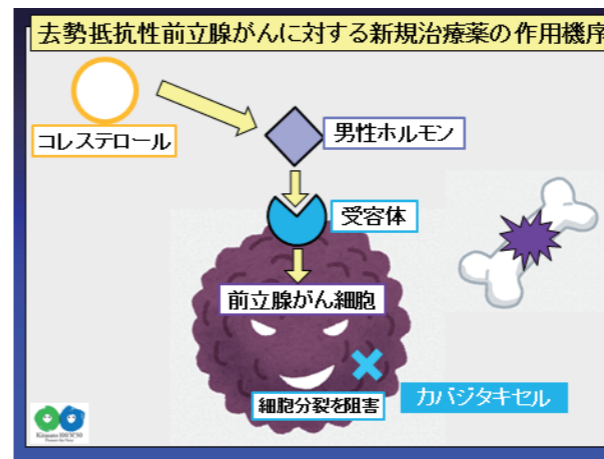 去勢抵抗性前立腺がんに対する新規治療薬の作用機序
コレステロール
男性ホルモン
受容体
前立腺がん細胞
細胞分裂を阻害
カバジタキセル